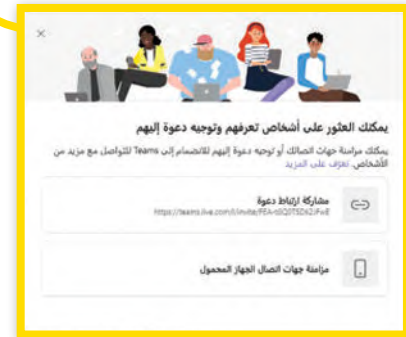 يمكنك العثور على أشخاص تعرفهم وتوجيه دعوة إليهم
يمكنك مزامنة جهات اتصالك أو توجيه دعوة إليهم للانضمام إلى Teams للتواصل مع مزيد من
الأشخاص. تعرّف على المزيد
مشاركة ارتباط دعوة
https://teams.live.com/l/invite/
مزامنة جهات اتصال الجهاز المحمول